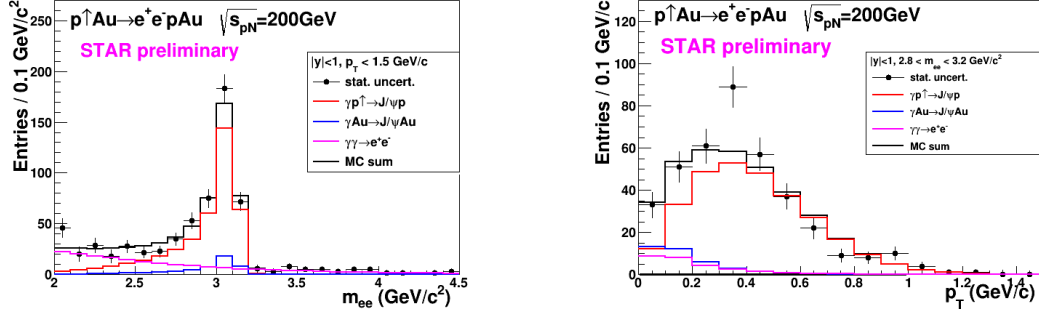 p↑Au→e⁺e⁻pAu √s_pN=200GeV
STAR preliminary
|y|<1, p_T < 1.5 GeV/c
stat. uncert.
γp↑→J/ψp
γAu→J/ψAu
γγ→e⁺e⁻
MC sum
Entries / 0.1 GeV/c²
250
200
150
100
50
0
2 2.5 3 3.5 4 4.5
m_ee (GeV/c²)
p↑Au→e⁺e⁻pAu √s_pN=200GeV
STAR preliminary
|y|<1, 2.8 < m_ee < 3.2 GeV/c²
stat. uncert.
γp↑→J/ψp
γAu→J/ψAu
γγ→e⁺e⁻
MC sum
Entries / 0.1 GeV/c
120
100
80
60
40
20
0
0 0.2 0.4 0.6 0.8 1 1.2 1.4
p_T (GeV/c)